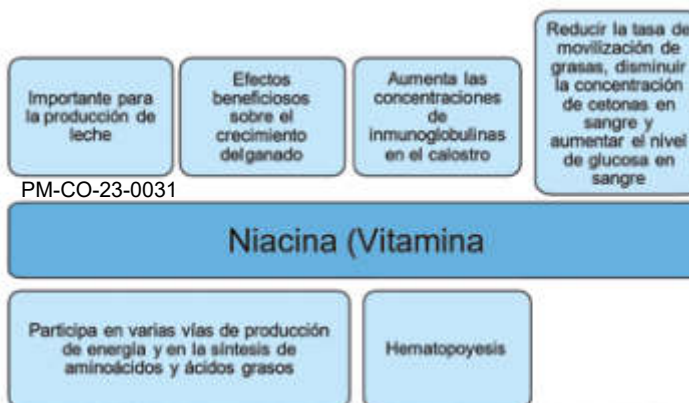 Importante para
la producción de
leche
Efectos
beneficiosos
sobre el
crecimiento
delganado
Aumenta las
concentraciones
de
inmunoglobulinas
en el calostro
Reducir la tasa de
movilización de
grasas, disminuir
la concentración
de cetonas en
sangre y
aumentar el nivel
de glucosa en
sangre
PM-CO-23-0031
Niacina (Vitamina
Participa en varias vías de producción
de energía y en la síntesis de
aminoácidos y ácidos grasos
Hematopoyesis